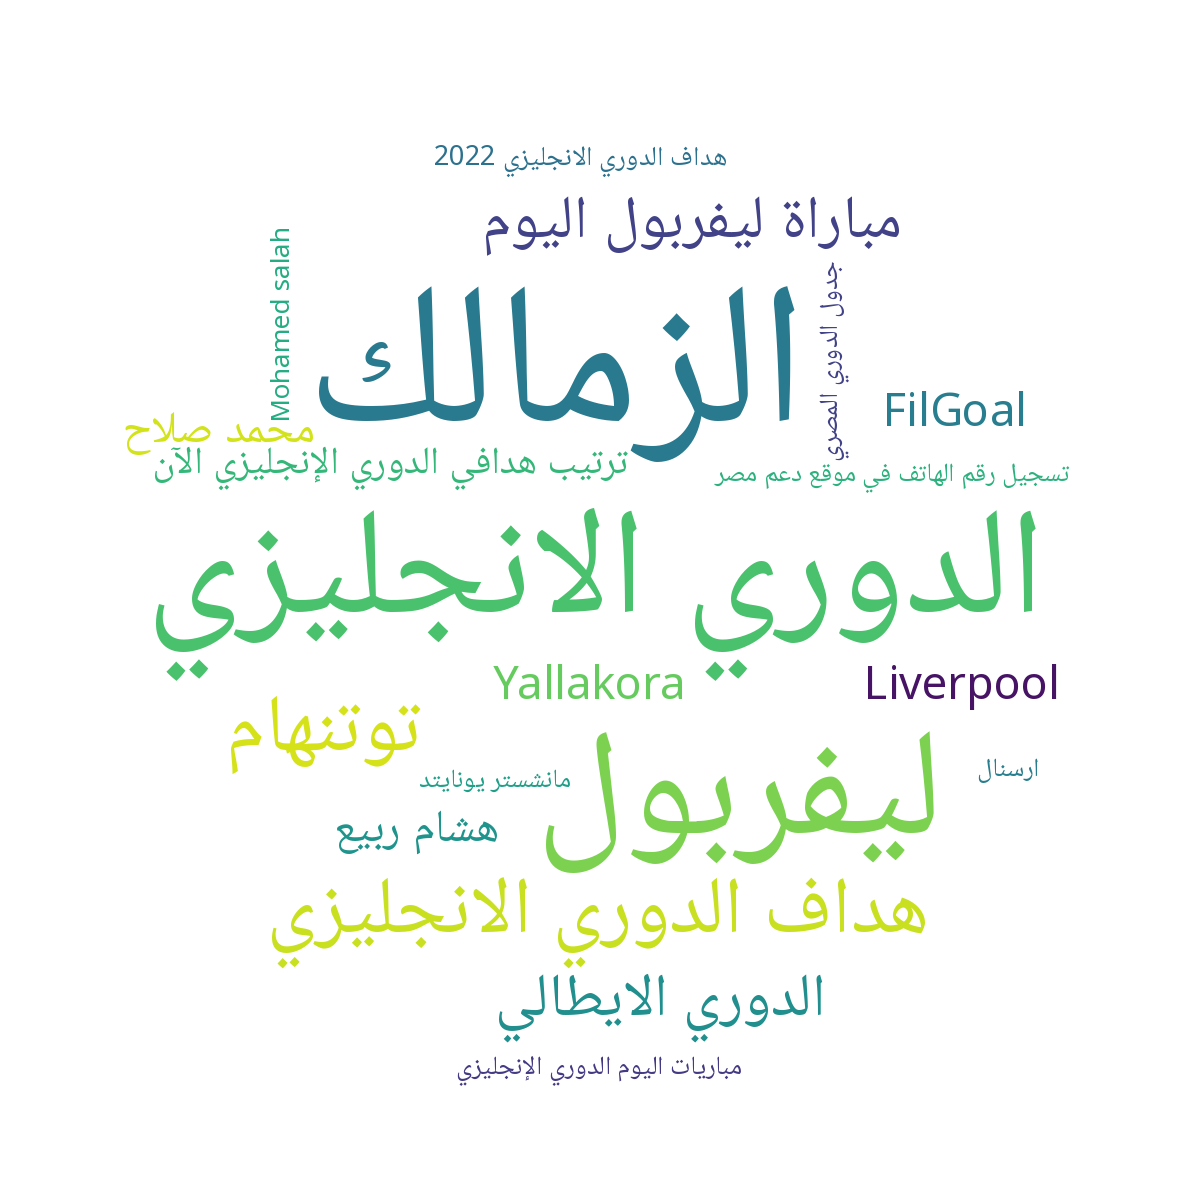 هداف الدوري الانجليزي 2022
مباراة ليفربول اليوم
Mohamed salah
جدول الدوري المصري
الزمالك
FilGoal
محمد صلاح
ترتيب هدافي الدوري الإنجليزي الآن
تسجيل رقم الهاتف في موقع دعم مصر
الدوري الانجليزي
Yallakora
Liverpool
توتنهام
ليفربول
مانشستر يونايتد
ارسنال
هشام ربيع
هداف الدوري الانجليزي
الدوري الايطالي
مباريات اليوم الدوري الإنجليزي